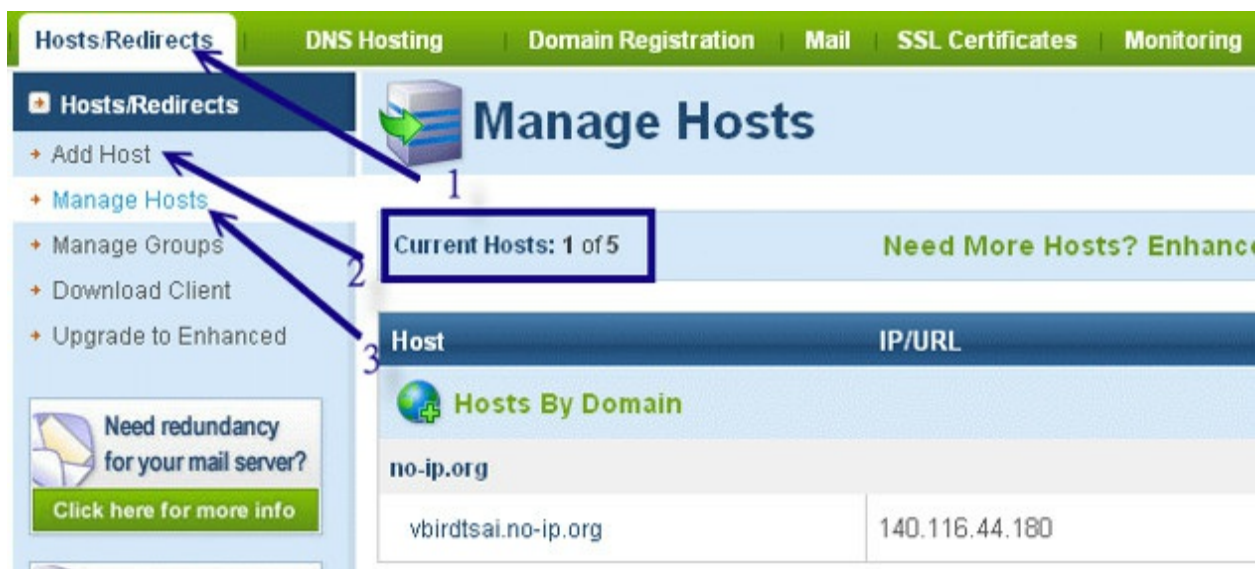 Hosts/Redirects DNS Hosting Domain Registration Mail SSL Certificates Monitoring
Hosts/Redirects
Add Host
Manage Hosts
Manage Groups
Download Client
Upgrade to Enhanced
Need redundancy
for your mail server?
Click here for more info
1
2
3
Manage Hosts
Current Hosts: 1 of 5
Need More Hosts? Enhance
Host IP/URL
Hosts By Domain
no-ip.org
vbirdtsai.no-ip.org 140.116.44.180